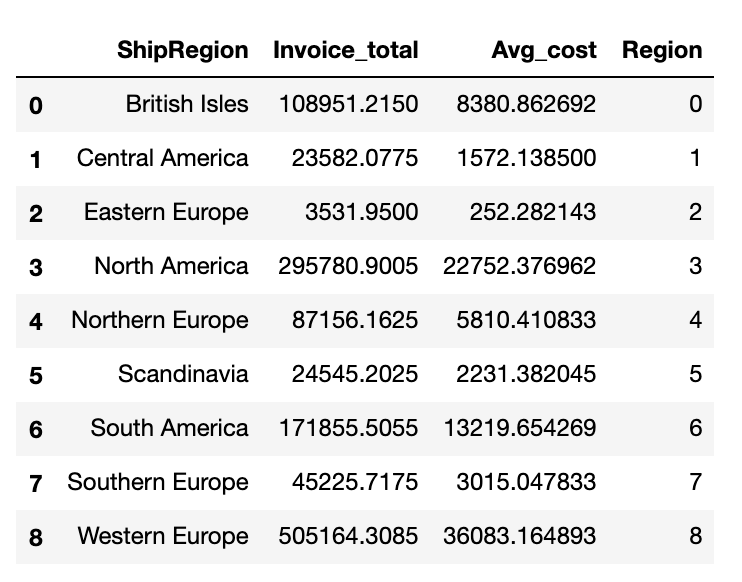 ShipRegion Invoice_total Avg_cost Region
0 British Isles 108951.2150 8380.862692 0
1 Central America 23582.0775 1572.138500 1
2 Eastern Europe 3531.9500 252.282143 2
3 North America 295780.9005 22752.376962 3
4 Northern Europe 87156.1625 5810.410833 4
5 Scandinavia 24545.2025 2231.382045 5
6 South America 171855.5055 13219.654269 6
7 Southern Europe 45225.7175 3015.047833 7
8 Western Europe 505164.3085 36083.164893 8